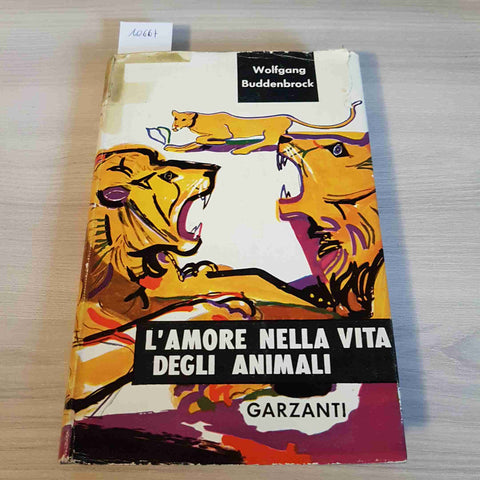 10667
Wolfgang
Buddenbrock
L'AMORE NELLA VITA
DEGLI ANIMALI
GARZANTI